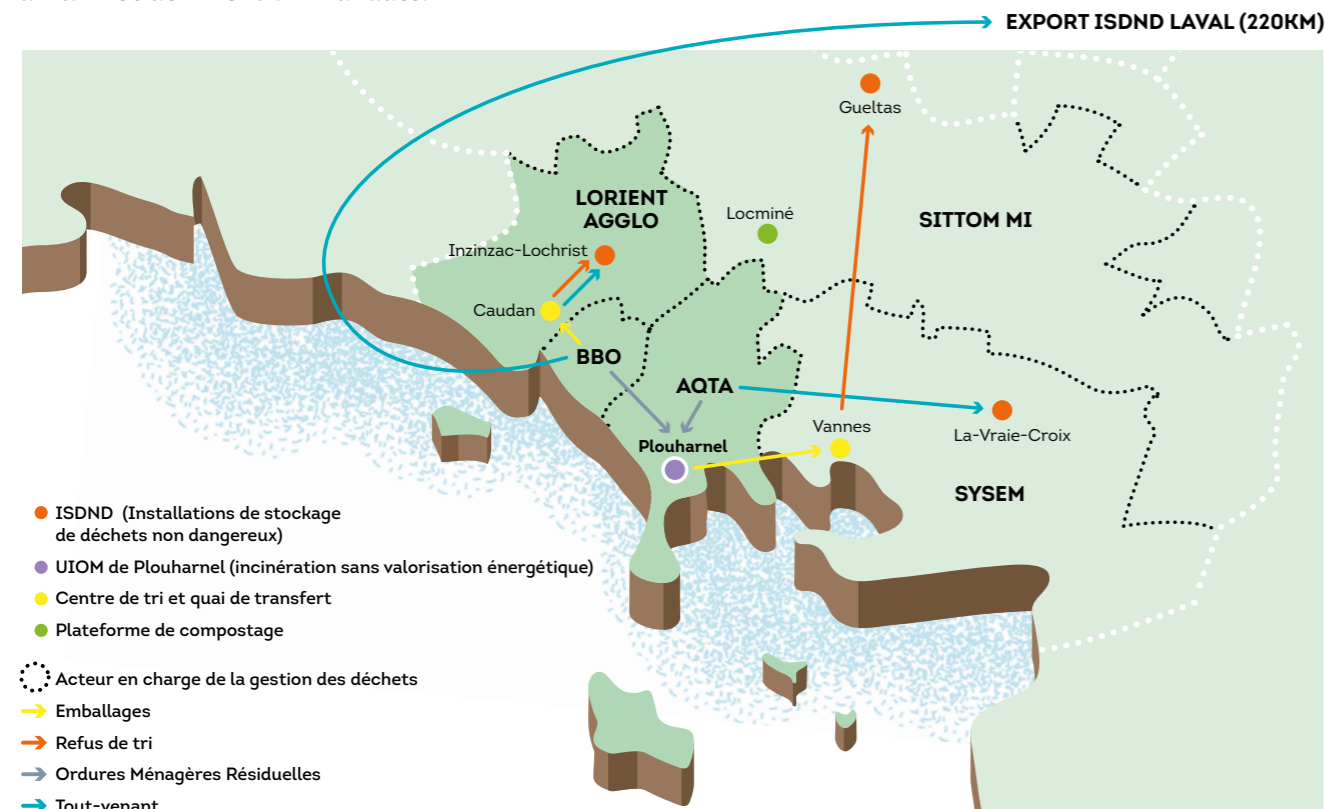 EXPORT ISDND LAVAL (220KM)
Gueltas
LORIENT
AGGLO
Locminé
SITTOM MI
Inzinzac-Lochrist
Caudan
BBO
AQTA
Vannes
La-Vraie-Croix
Plouharnel
SYSEM
ISDND (Installations de stockage
de déchets non dangereux)
UIOM de Plouharnel (incinération sans valorisation énergétique)
Centre de tri et quai de transfert
Plateforme de compostage
Acteur en charge de la gestion des déchets
Emballages
Refus de tri
Ordures Ménagères Résiduelles
Tout-venant